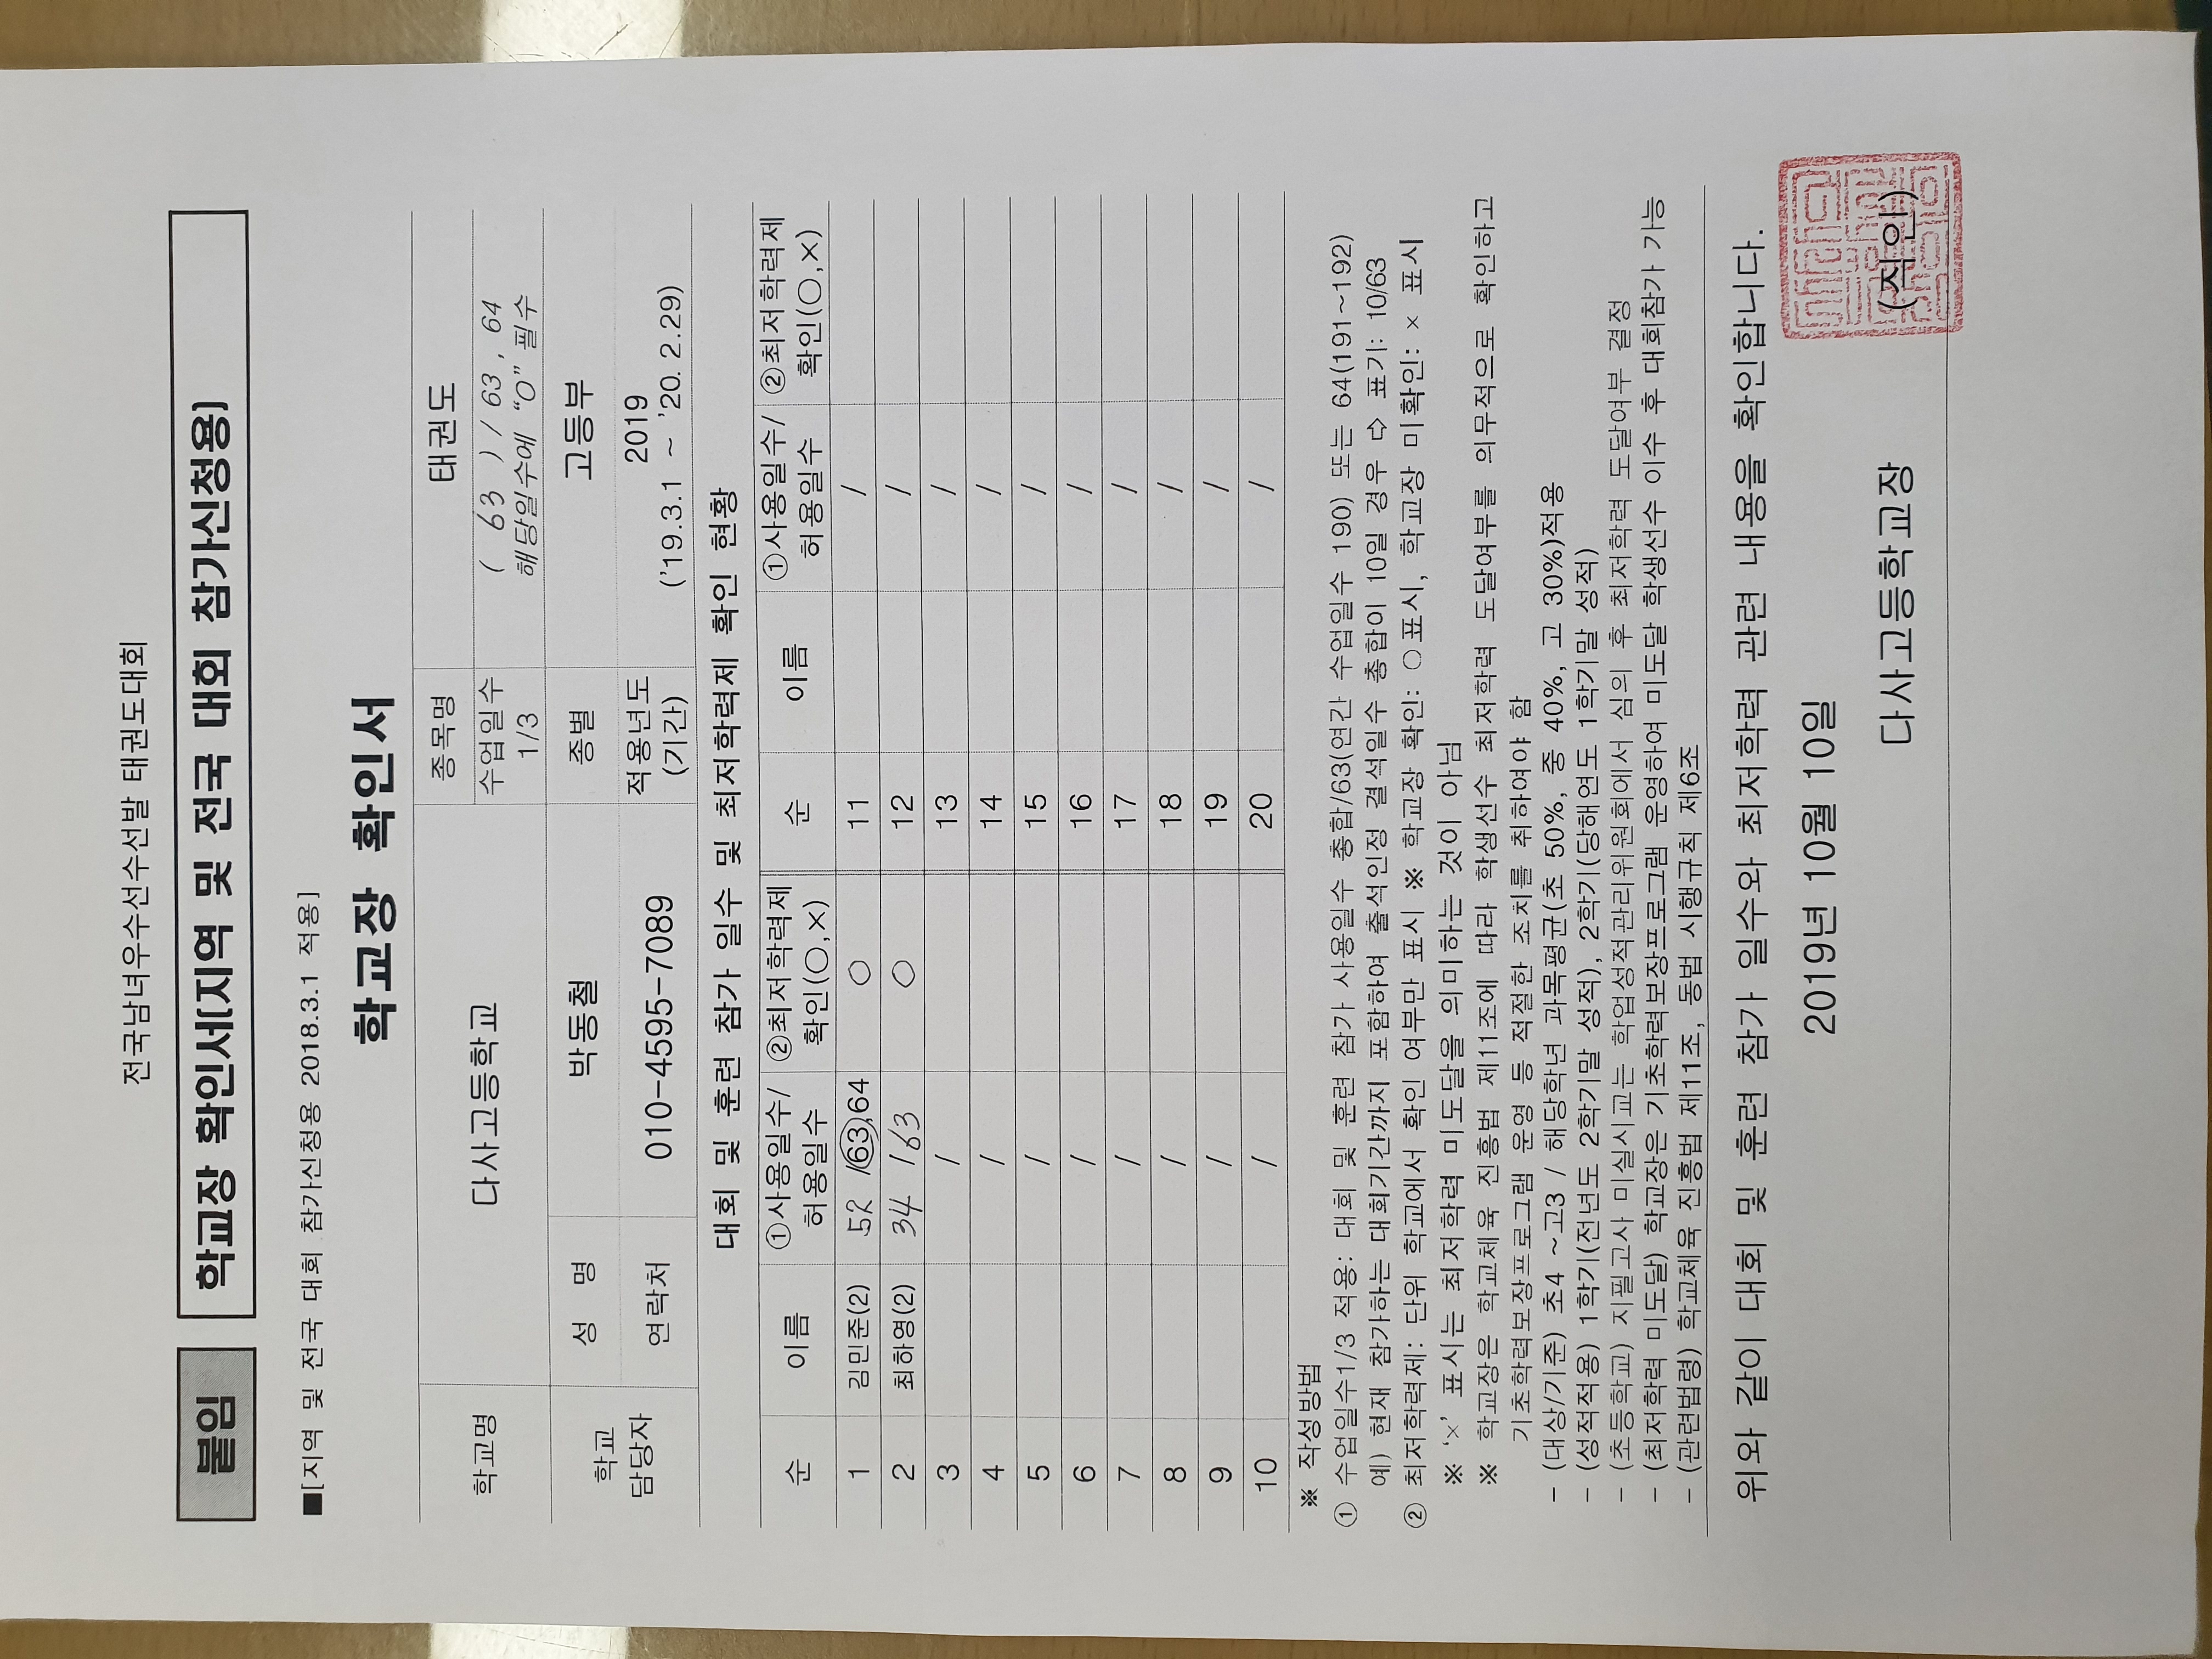 전국남녀우수선수선발 태권도대회
붙임 학교장 확인서[지역 및 전국 대회 참가신청용]
■[지역 및 전국 대회 참가신청용 2018.3.1 적용]
학교장 확인서
학교명 다사고등학교 종목명 태권도
수업일수 1/3 ( 63 ) / 63, 64
해당일수에 "O" 필수
학교 담당자 성 명 박동철 종별 고등부
연락처 010-4595-7089 적용년도 (기간) 2019
('19.3.1 ~ '20. 2.29)
대회 및 훈련 참가 일수 및 최저학력제 확인 현황
순 이름 ①사용일수/허용일수 ②최저학력제 확인(○,×) 순 이름 ①사용일수/허용일수 ②최저학력제 확인(○,×)
1 김민준(2) 52 /63,64 ○ 11 /
2 최하영(2) 34 /63 ○ 12 /
3 / 13 /
4 / 14 /
5 / 15 /
6 / 16 /
7 / 17 /
8 / 18 /
9 / 19 /
10 / 20 /
※ 작성방법
① 수업일수1/3 적용: 대회 및 훈련 참가 사용일수 총합/63(연간 수업일수 190) 또는 64(191~192)
예) 현재 참가하는 대회기간까지 포함하여 출석인정 결석일수 총합이 10일 경우 ⇨ 표기: 10/63
② 최저학력제: 단위 학교에서 확인 여부만 표시 ※ 학교장 확인: ○표시, 학교장 미확인: × 표시
※ '×' 표시는 최저학력 미도달을 의미하는 것이 아님
※ 학교장은 학교체육 진흥법 제11조에 따라 학생선수 최저학력 도달여부를 의무적으로 확인하고
기초학력보장프로그램 운영 등 적절한 조치를 취하여야 함
- (대상/기준) 초4 ~고3 / 해당학년 과목평균(초 50%, 중 40%, 고 30%)적용
- (성적적용) 1학기(전년도 2학기말 성적), 2학기(당해연도 1학기말 성적)
- (초등학교) 지필고사 미실시교는 학업성적관리위원회에서 심의 후 최저학력 도달여부 결정
- (최저학력 미도달) 학교장은 기초학력보장프로그램 운영하여 미도달 학생선수 이수 후 대회참가 가능
- (관련법령) 학교체육 진흥법 제11조, 동법 시행규칙 제6조
위와 같이 대회 및 훈련 참가 일수와 최저학력 관련 내용을 확인합니다.
2019년 10월 10일
다사고등학교장 (직인)